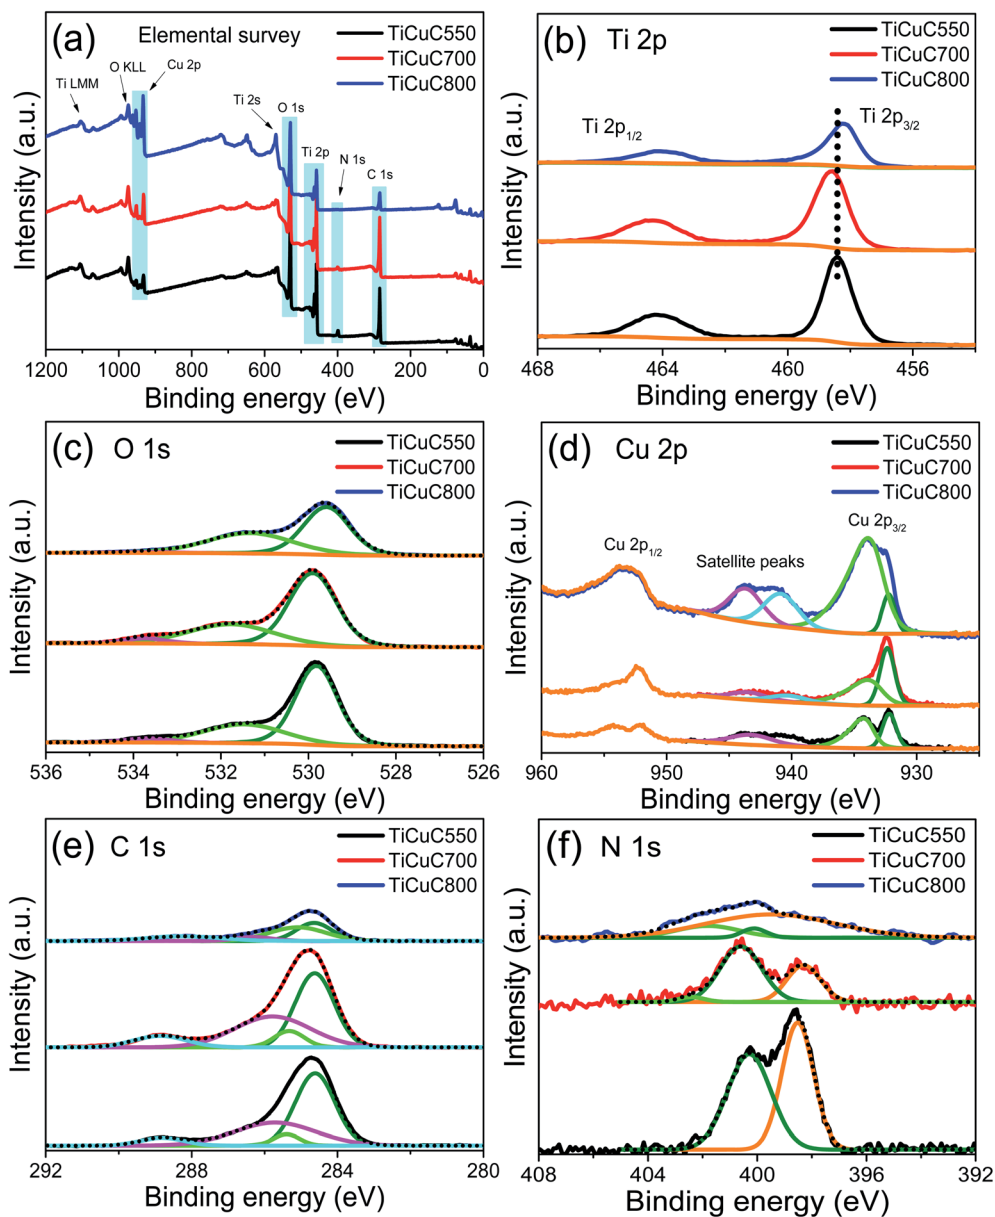 (a) Elemental survey
TiCuC550
TiCuC700
TiCuC800
O KLL
Cu 2p
Ti LMM
Ti 2s
O 1s
Ti 2p
N 1s
C 1s
Intensity (a.u.)
1200 1000 800 600 400 200 0
Binding energy (eV)
(b) Ti 2p
TiCuC550
TiCuC700
TiCuC800
Ti 2p1/2
Ti 2p3/2
Intensity (a.u.)
468 464 460 456
Binding energy (eV)
(c) O 1s
TiCuC550
TiCuC700
TiCuC800
Intensity (a.u.)
536 534 532 530 528 526
Binding energy (eV)
(d) Cu 2p
TiCuC550
TiCuC700
TiCuC800
Cu 2p3/2
Cu 2p1/2
Satellite peaks
Intensity (a.u.)
960 950 940 930
Binding energy (eV)
(e) C 1s
TiCuC550
TiCuC700
TiCuC800
Intensity (a.u.)
292 288 284 280
Binding energy (eV)
(f) N 1s
TiCuC550
TiCuC700
TiCuC800
Intensity (a.u.)
408 404 400 396 392
Binding energy (eV)